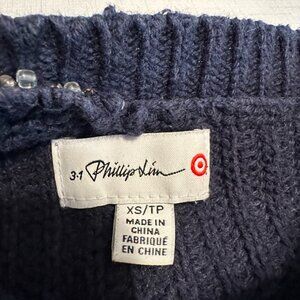 3.1 Phillip Lim
XS/TP
MADE IN
CHINA
FABRIQUÉ
EN CHINE